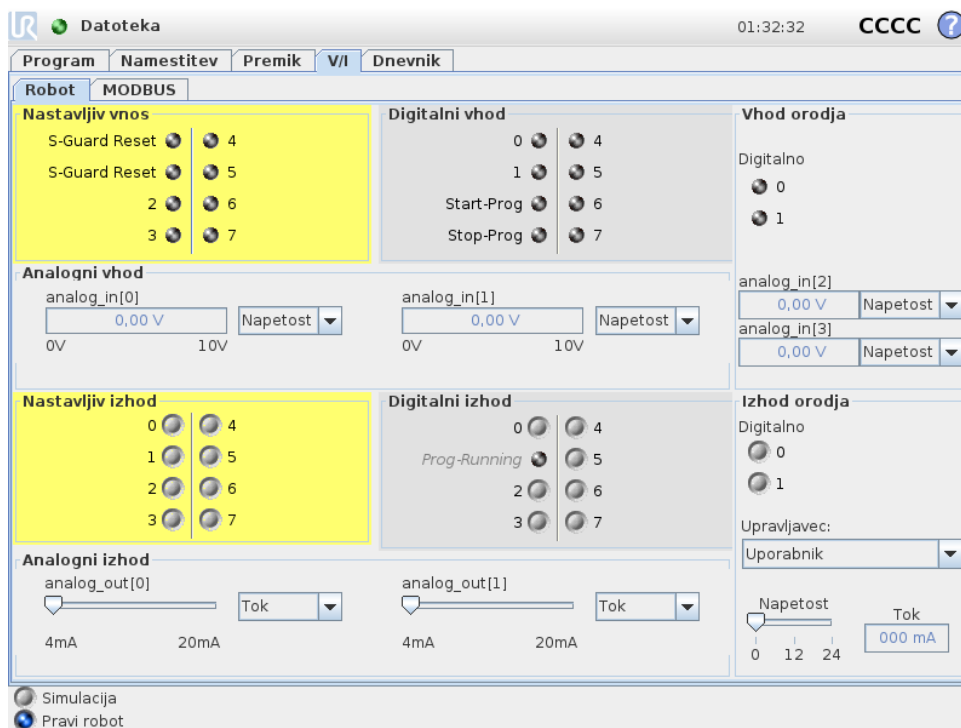 UR Datoteka 01:32:32 CCCC ?
Program Namestitev Premik V/I Dnevnik
Robot MODBUS
Nastavljiv vnos
S-Guard Reset 4
S-Guard Reset 5
2 6
3 7
Digitalni vhod
0 4
1 5
Start-Prog 6
Stop-Prog 7
Vhod orodja
Digitalno
0
1
Analogni vhod
analog_in[0]
0,00 V Napetost
0V 10V
analog_in[1]
0,00 V Napetost
0V 10V
analog_in[2]
0,00 V Napetost
analog_in[3]
0,00 V Napetost
Nastavljiv izhod
0 4
1 5
2 6
3 7
Digitalni izhod
0 4
Prog-Running 5
2 6
3 7
Izhod orodja
Digitalno
0
1
Upravljavec:
Uporabnik
Analogni izhod
analog_out[0]
Tok
4mA 20mA
analog_out[1]
Tok
4mA 20mA
Napetost
0 12 24
Tok
000 mA
Simulacija
Pravi robot